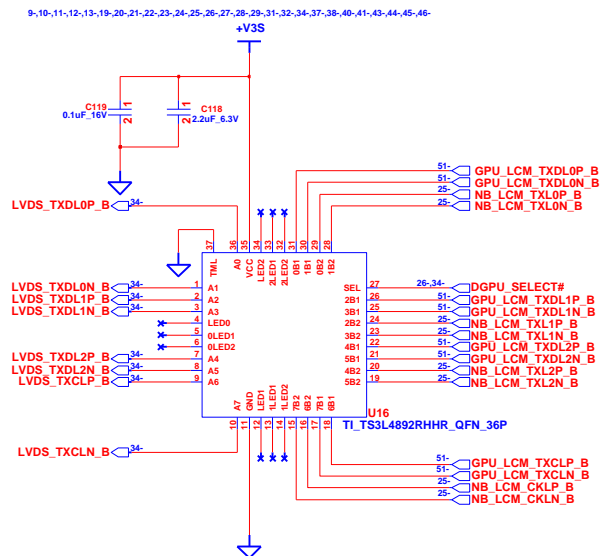 9-,10-,11-,12-,13-,19-,20-,21-,22-,23-,24-,25-,26-,27-,28-,29-,31-,32-,34-,37-,38-,40-,41-,43-,44-,45-,46-
+V3S
C119
0.1uF_16V
1
2
C118
2.2uF_6.3V
1
2
51-
GPU_LCM_TXDL0P_B
51-
GPU_LCM_TXDL0N_B
25-
NB_LCM_TXL0P_B
25-
NB_LCM_TXL0N_B
LVDS_TXDL0P_B
34-
37
36
35
34
33
32
31
30
29
28
TML
A0
VCC
LED2
2LED1
2LED2
0B1
1B1
0B2
1B2
LVDS_TXDL0N_B
34-
1
A1
LVDS_TXDL1P_B
34-
2
A2
LVDS_TXDL1N_B
34-
3
A3
4
LED0
5
0LED1
6
0LED2
LVDS_TXDL2P_B
34-
7
A4
LVDS_TXDL2N_B
34-
8
A5
LVDS_TXCLP_B
34-
9
A6
SEL
27
26-,34-
DGPU_SELECT#
2B1
26
51-
GPU_LCM_TXDL1P_B
3B1
25
51-
GPU_LCM_TXDL1N_B
2B2
24
25-
NB_LCM_TXL1P_B
3B2
23
25-
NB_LCM_TXL1N_B
4B1
22
51-
GPU_LCM_TXDL2P_B
5B1
21
51-
GPU_LCM_TXDL2N_B
4B2
20
25-
NB_LCM_TXL2P_B
5B2
19
25-
NB_LCM_TXL2N_B
A7
GND
LED1
1LED1
1LED2
7B2
6B2
7B1
6B1
10
11
12
13
14
15
16
17
18
U16
TI_TS3L4892RHHR_QFN_36P
LVDS_TXCLN_B
34-
51-
GPU_LCM_TXCLP_B
51-
GPU_LCM_TXCLN_B
25-
NB_LCM_CKLP_B
25-
NB_LCM_CKLN_B